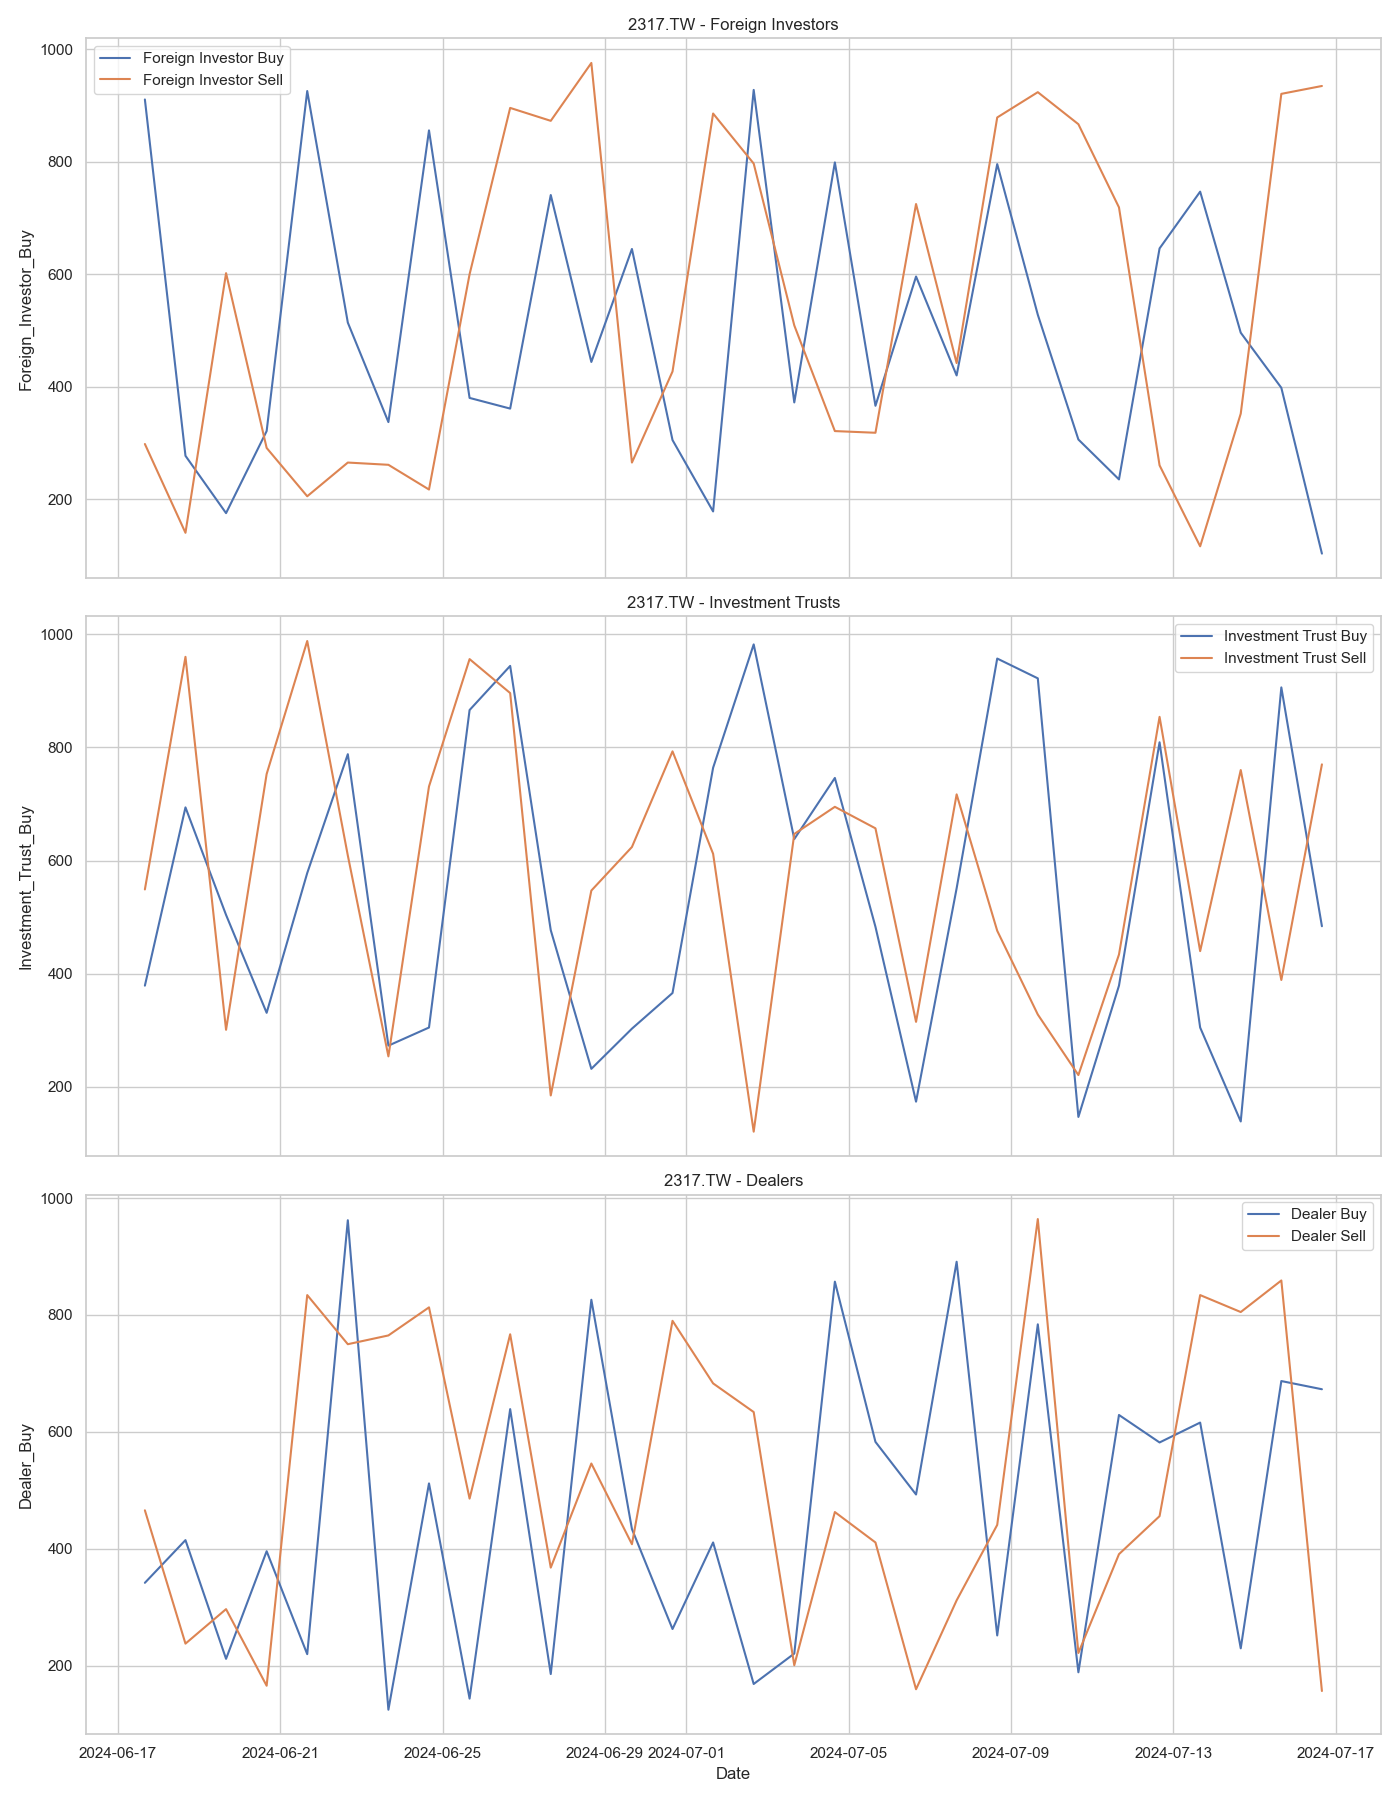 2317.TW - Foreign Investors
1000
800
600
400
200
Foreign_Investor_Buy
Foreign Investor Buy
Foreign Investor Sell
2317.TW - Investment Trusts
1000
800
600
400
200
Investment_Trust_Buy
Investment Trust Buy
Investment Trust Sell
2317.TW - Dealers
1000
800
600
400
200
Dealer_Buy
Dealer Buy
Dealer Sell
2024-06-17 2024-06-21 2024-06-25 2024-06-29 2024-07-01 2024-07-05 2024-07-09 2024-07-13 2024-07-17
Date